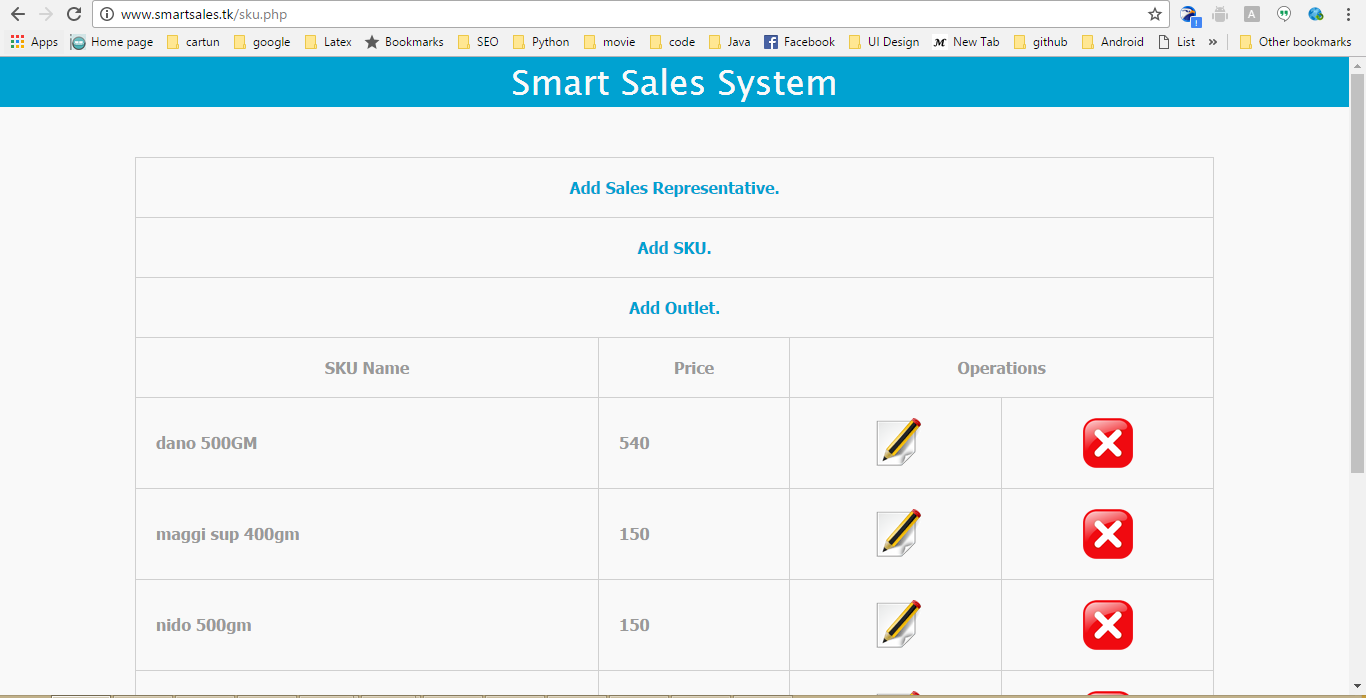 www.smartsales.tk/sku.php
Apps Home page cartun google Latex Bookmarks SEO Python movie code Java Facebook UI Design New Tab github Android List » Other bookmarks
Smart Sales System
Add Sales Representative.
Add SKU.
Add Outlet.
SKU Name Price Operations
dano 500GM 540
maggi sup 400gm 150
nido 500gm 150